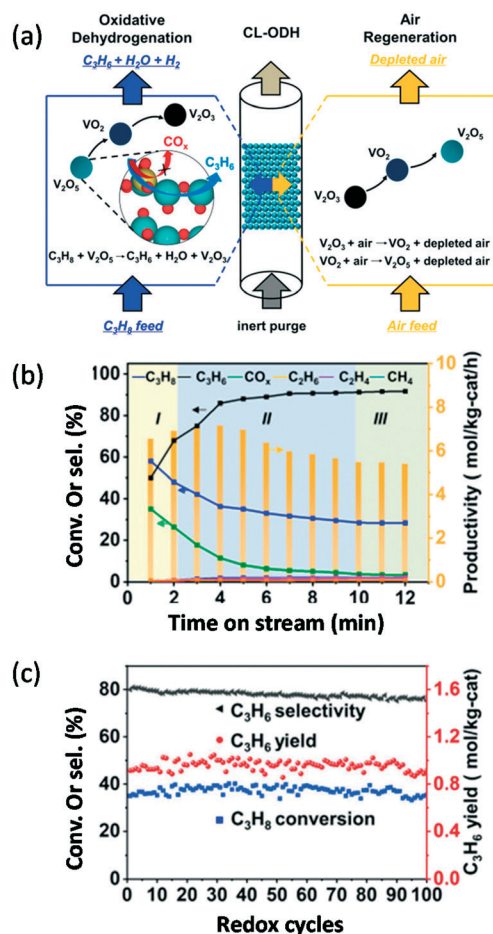 (a)
Oxidative
Dehydrogenation
C₃H₆ + H₂O + H₂
CL-ODH
Air
Regeneration
Depleted air
V₂O₃
VO₂
V₂O₅
COₓ
C₃H₆
C₃H₈ + V₂O₅→C₃H₆ + H₂O + V₂O₃
C₃H₈ feed
inert purge
V₂O₅
VO₂
V₂O₃
V₂O₃ + air →VO₂ + depleted air
VO₂ + air→V₂O₅ + depleted air
Air feed
(b)
C₃H₈ C₃H₆ COₓ C₂H₆ C₂H₄ CH₄
I II III
Conv. Or sel. (%)
100
80
60
40
20
0
Productivity ( mol/kg-cat/h)
10
8
6
4
2
0
0 2 4 6 8 10 12
Time on stream (min)
(c)
Conv. Or sel. (%)
80
60
40
20
0
C₃H₆ selectivity
C₃H₆ yield
C₃H₈ conversion
C₃H₆ yield ( mol/kg-cat)
1.6
1.2
0.8
0.4
0.0
0 10 20 30 40 50 60 70 80 90 100
Redox cycles